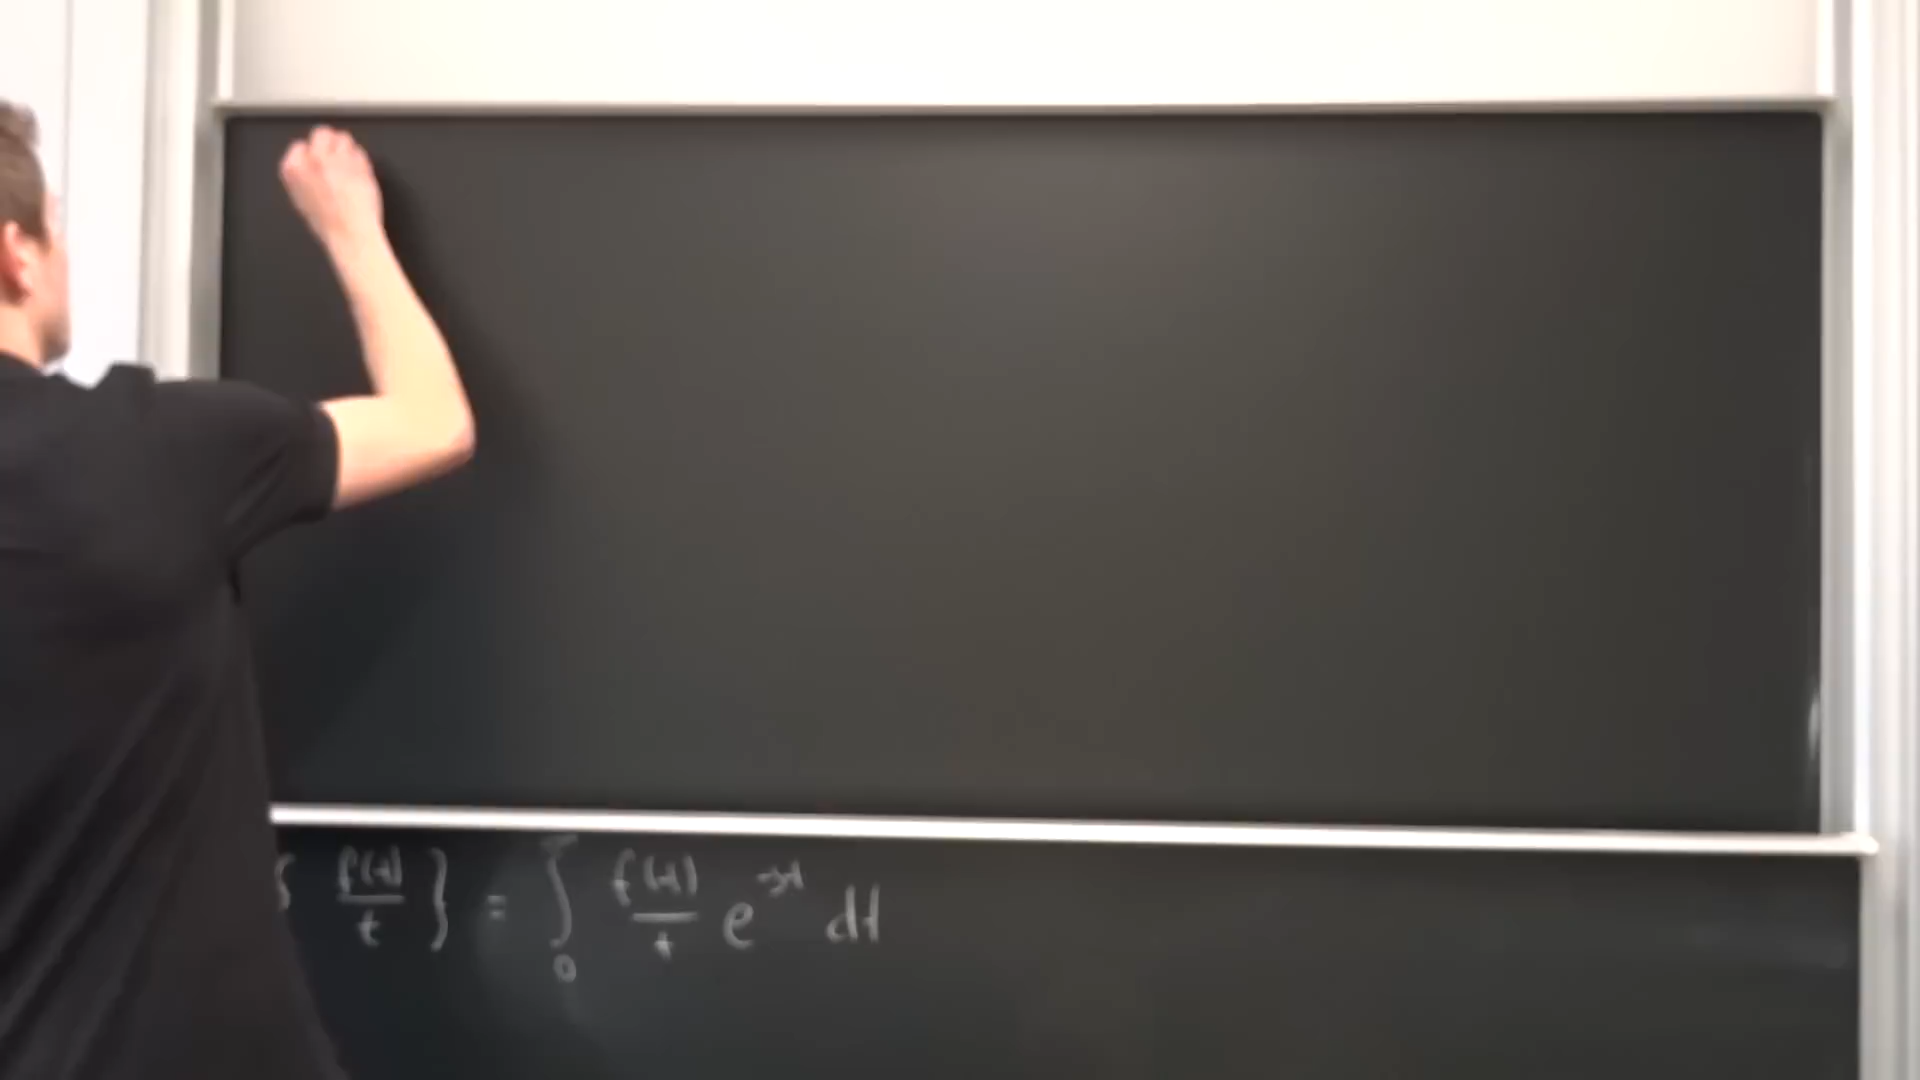 { f(t)/t } = ∫₀^∞ f(t)/t e^-st dt